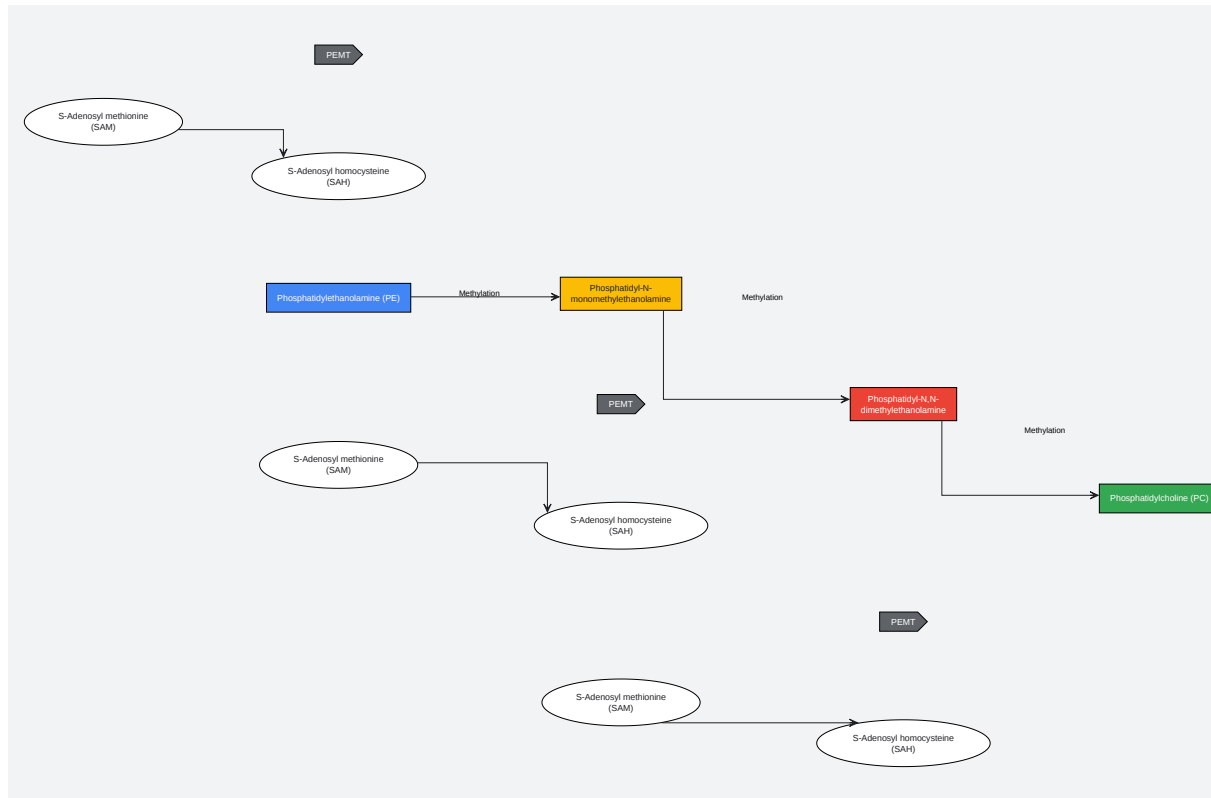 PEMT
S-Adenosyl methionine
(SAM)
S-Adenosyl homocysteine
(SAH)
Phosphatidylethanolamine (PE)
Methylation
Phosphatidyl-N-
monomethylethanolamine
Methylation
PEMT
Phosphatidyl-N,N-
dimethylethanolamine
Methylation
S-Adenosyl methionine
(SAM)
Phosphatidylcholine (PC)
S-Adenosyl homocysteine
(SAH)
PEMT
S-Adenosyl methionine
(SAM)
S-Adenosyl homocysteine
(SAH)